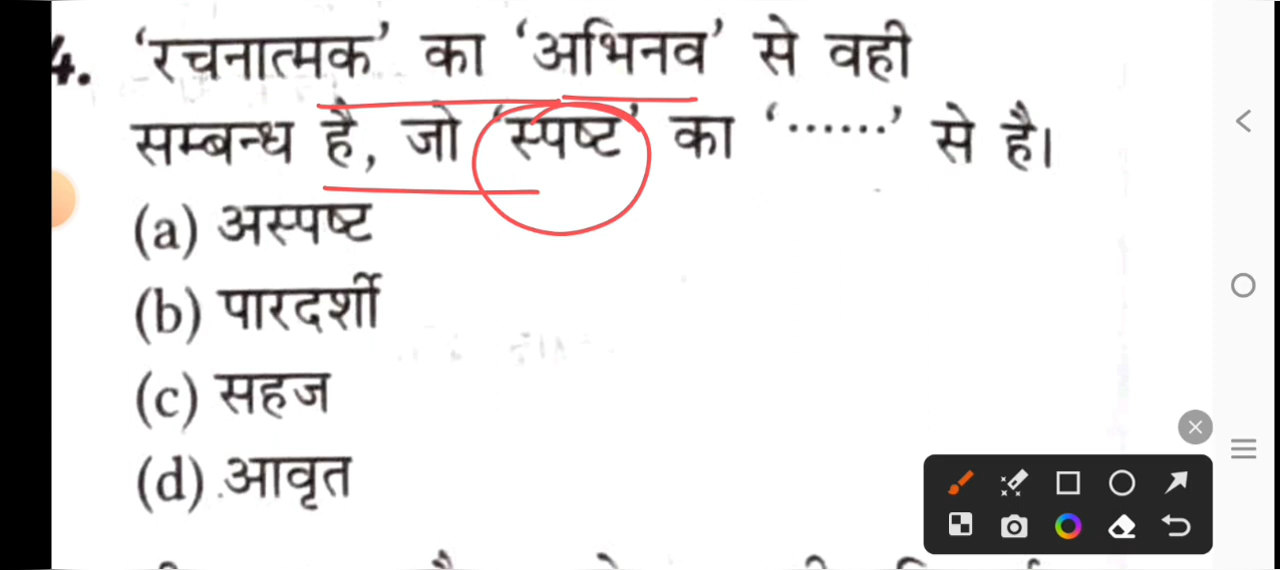 4. ‘रचनात्मक’ का ‘अभिनव’ से वही
सम्बन्ध है, जो ‘स्पष्ट’ का ‘......’ से है।
(a) अस्पष्ट
(b) पारदर्शी
(c) सहज
(d) आवृत